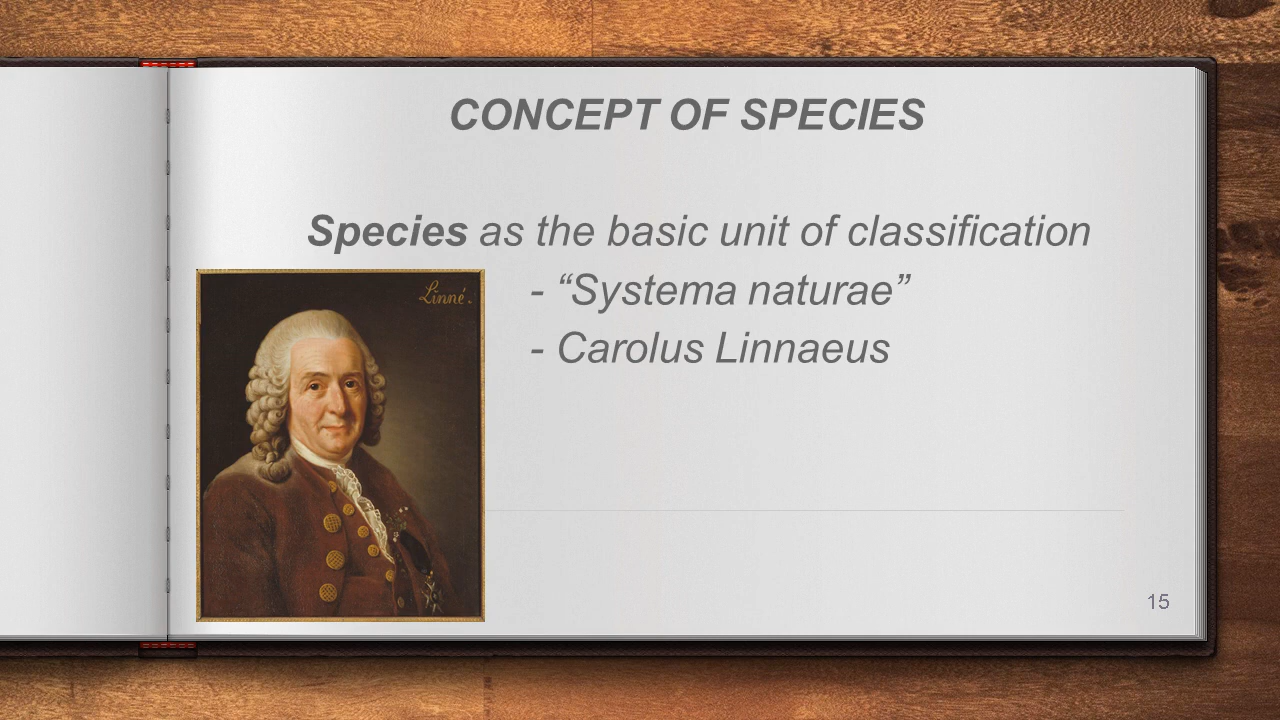 CONCEPT OF SPECIES
Species as the basic unit of classification
Linné.
- “Systema naturae”
- Carolus Linnaeus
15